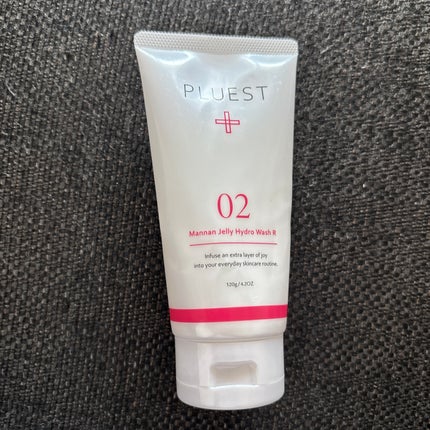 PLUEST
02
Mannan Jelly Hydro Wash R
Infuse an extra layer of joy
into your everyday skincare routine.
120g/4.2OZ